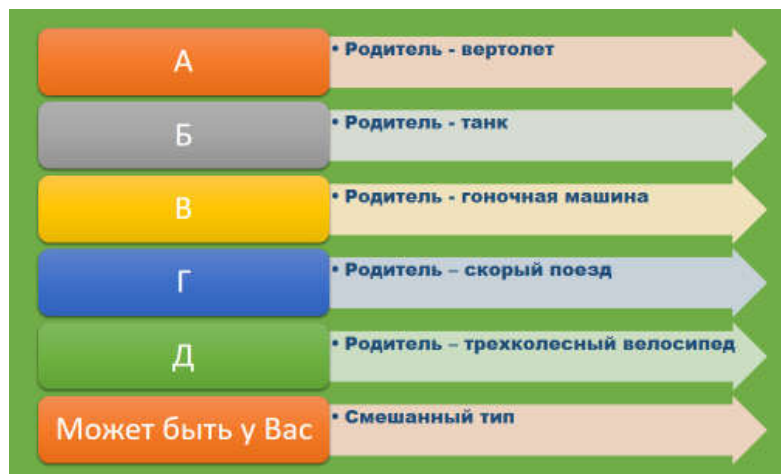 А
• Родитель - вертолет
Б
• Родитель - танк
В
• Родитель - гоночная машина
Г
• Родитель – скорый поезд
Д
• Родитель – трехколесный велосипед
Может быть у Вас
• Смешанный тип